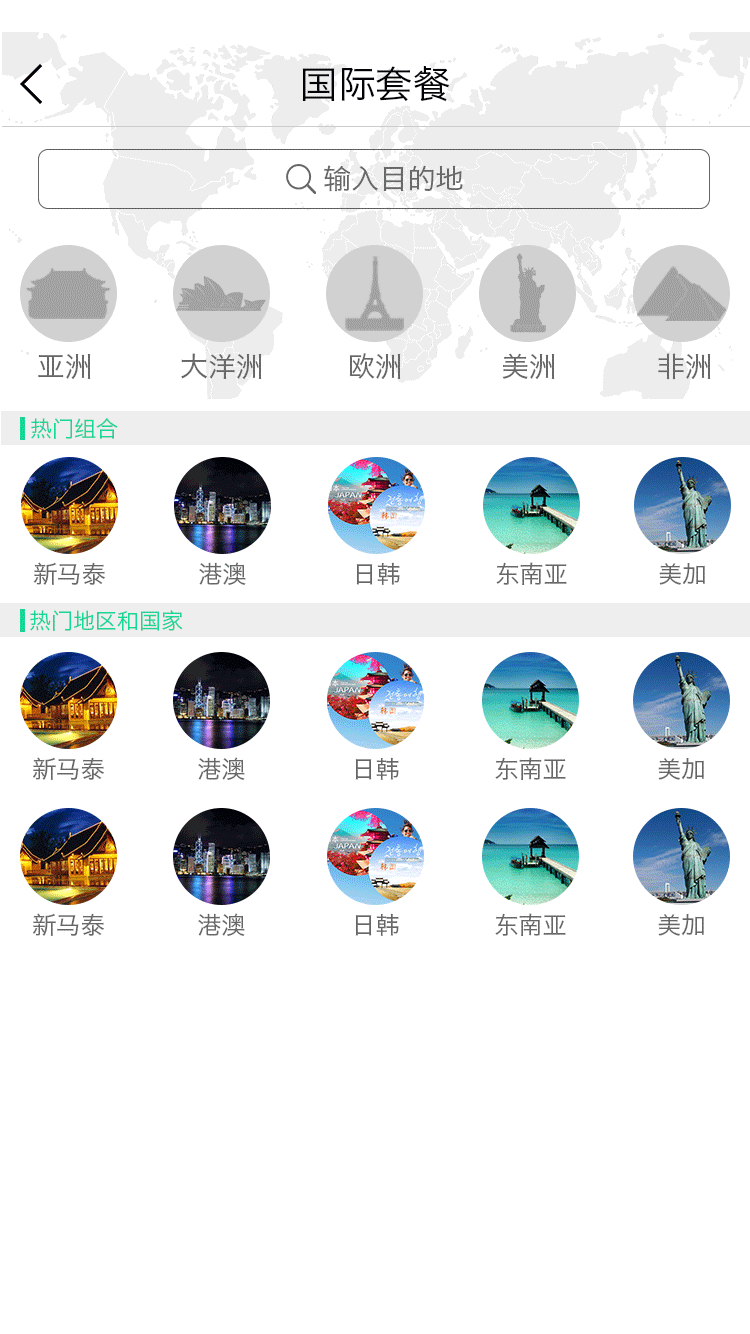 国际套餐
输入目的地
亚洲 大洋洲 欧洲 美洲 非洲
热门组合
JAPAN
新马泰 港澳 日韩 东南亚 美加
热门地区和国家
JAPAN
新马泰 港澳 日韩 东南亚 美加
JAPAN
新马泰 港澳 日韩 东南亚 美加